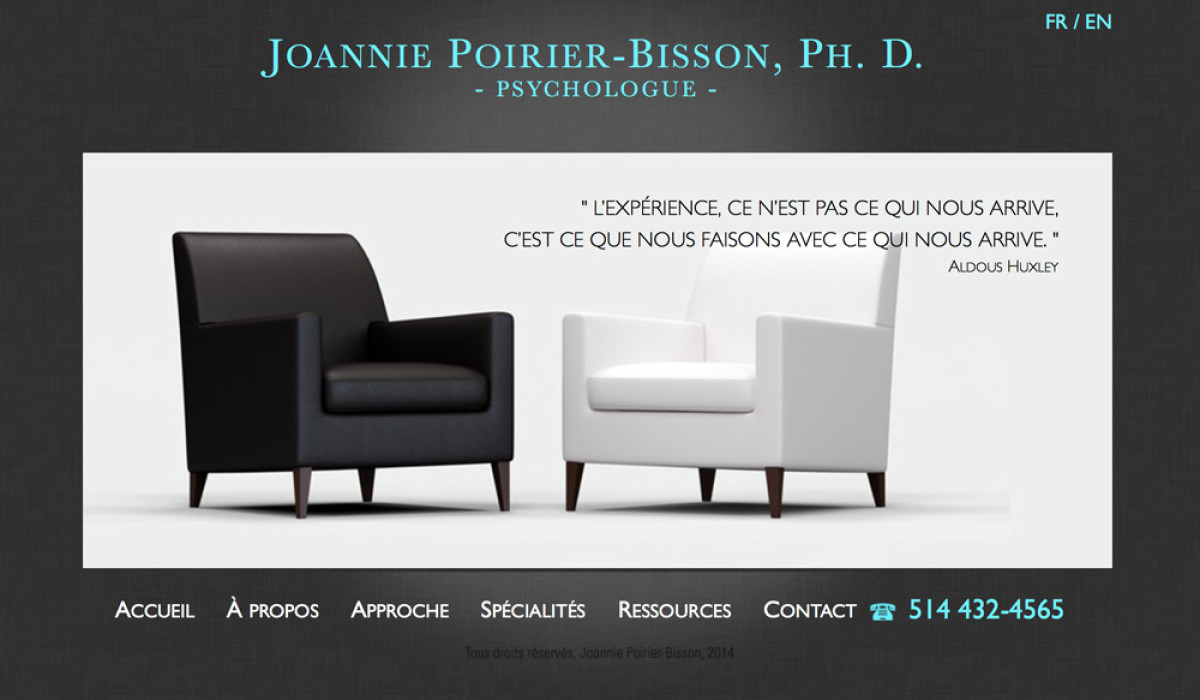 FR / EN
JOANNIE POIRIER-BISSON, PH. D.
- PSYCHOLOGUE -
" L'EXPÉRIENCE, CE N'EST PAS CE QUI NOUS ARRIVE,
C'EST CE QUE NOUS FAISONS AVEC CE QUI NOUS ARRIVE. "
ALDOUS HUXLEY
ACCUEIL À PROPOS APPROCHE SPÉCIALITÉS RESSOURCES CONTACT ☎ 514 432-4565
Tous droits réservés, Joannie Poirier-Bisson, 2014